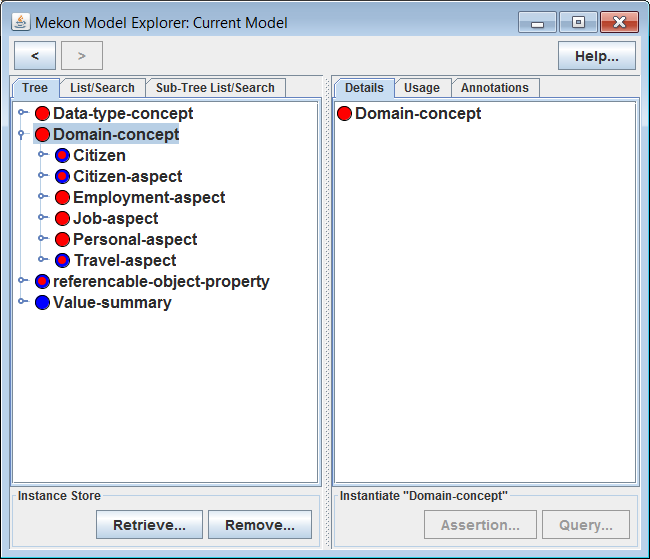 Mekon Model Explorer: Current Model
< > Help...
Tree List/Search Sub-Tree List/Search
Data-type-concept
Domain-concept
Citizen
Citizen-aspect
Employment-aspect
Job-aspect
Personal-aspect
Travel-aspect
referencable-object-property
Value-summary
Instance Store
Retrieve... Remove...
Details Usage Annotations
Domain-concept
Instantiate "Domain-concept"
Assertion... Query...